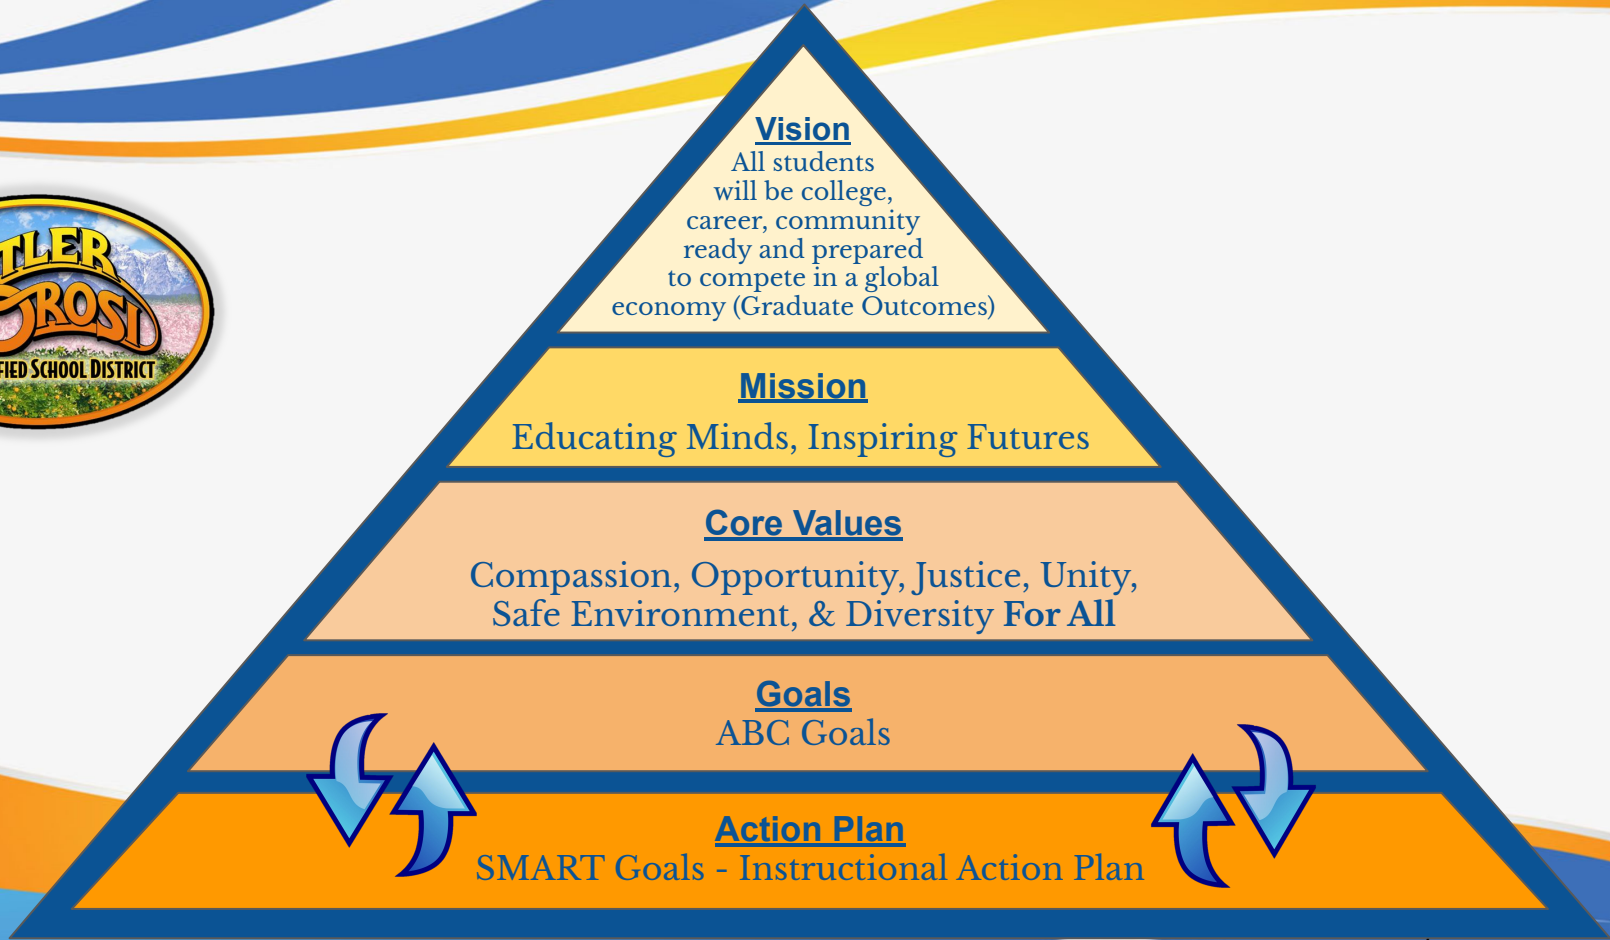 Vision
All students
will be college,
career, community
ready and prepared
to compete in a global
economy (Graduate Outcomes)
TLER
OROSI
FIED SCHOOL DISTRICT
Mission
Educating Minds, Inspiring Futures
Core Values
Compassion, Opportunity, Justice, Unity,
Safe Environment, & Diversity For All
Goals
ABC Goals
Action Plan
SMART Goals - Instructional Action Plan